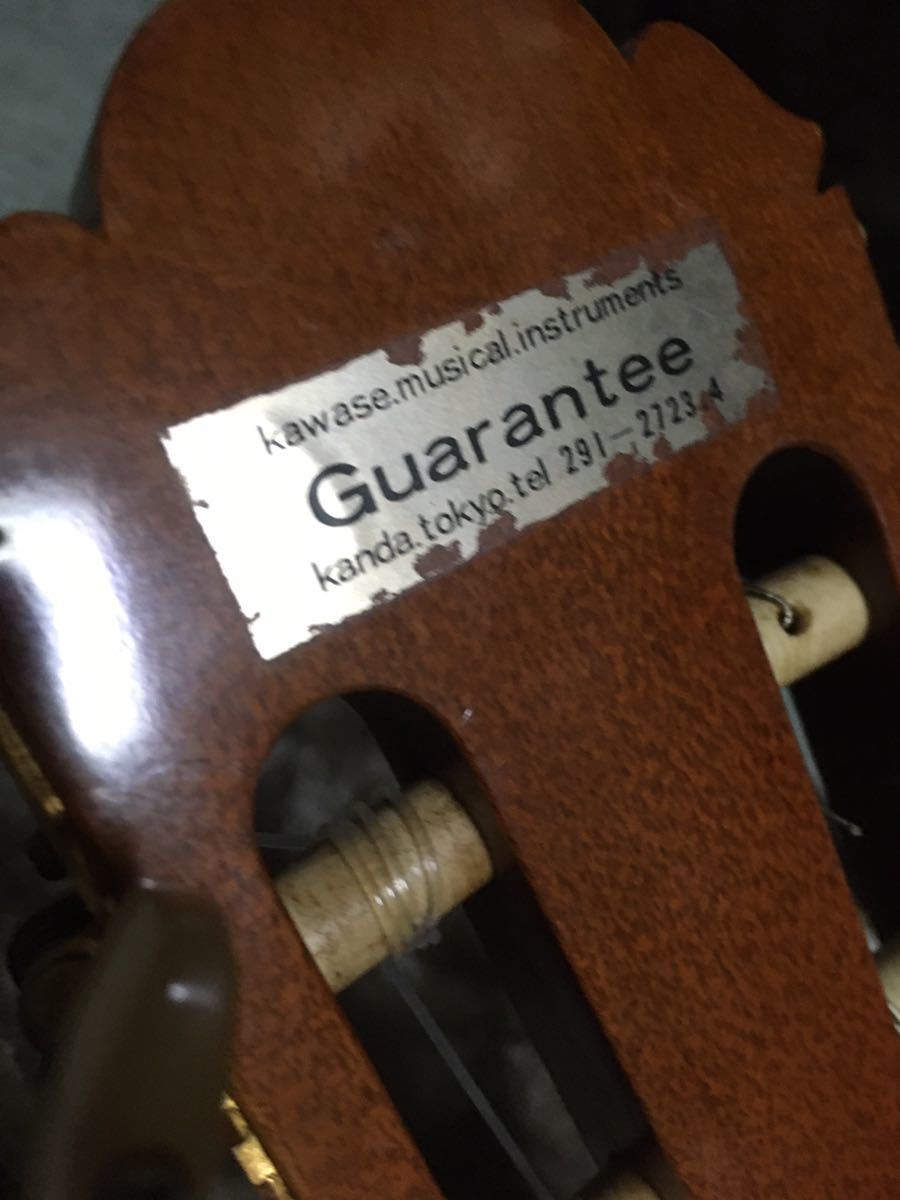 kawase.musical.instruments
Guarantee
kanda.tokyo.tel 291-2723.4